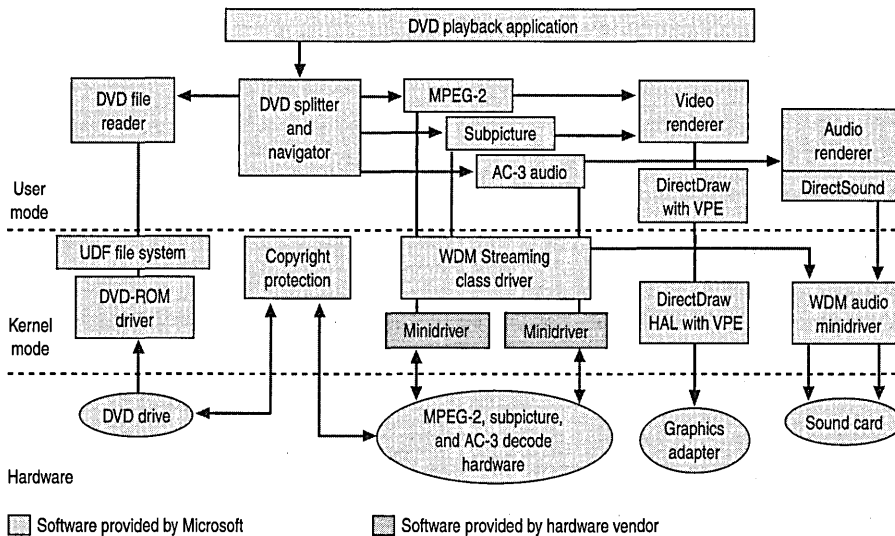 DVD playback application
DVD file
reader
DVD splitter
and
navigator
MPEG-2
Subpicture
AC-3 audio
Video
renderer
Audio
renderer
DirectSound
DirectDraw
with VPE
User
mode
UDF file system
DVD-ROM
driver
Copyright
protection
WDM Streaming
class driver
DirectDraw
HAL with VPE
WDM audio
minidriver
Minidriver
Minidriver
Kernel
mode
DVD drive
MPEG-2, subpicture,
and AC-3 decode
hardware
Graphics
adapter
Sound card
Hardware
Software provided by Microsoft
Software provided by hardware vendor